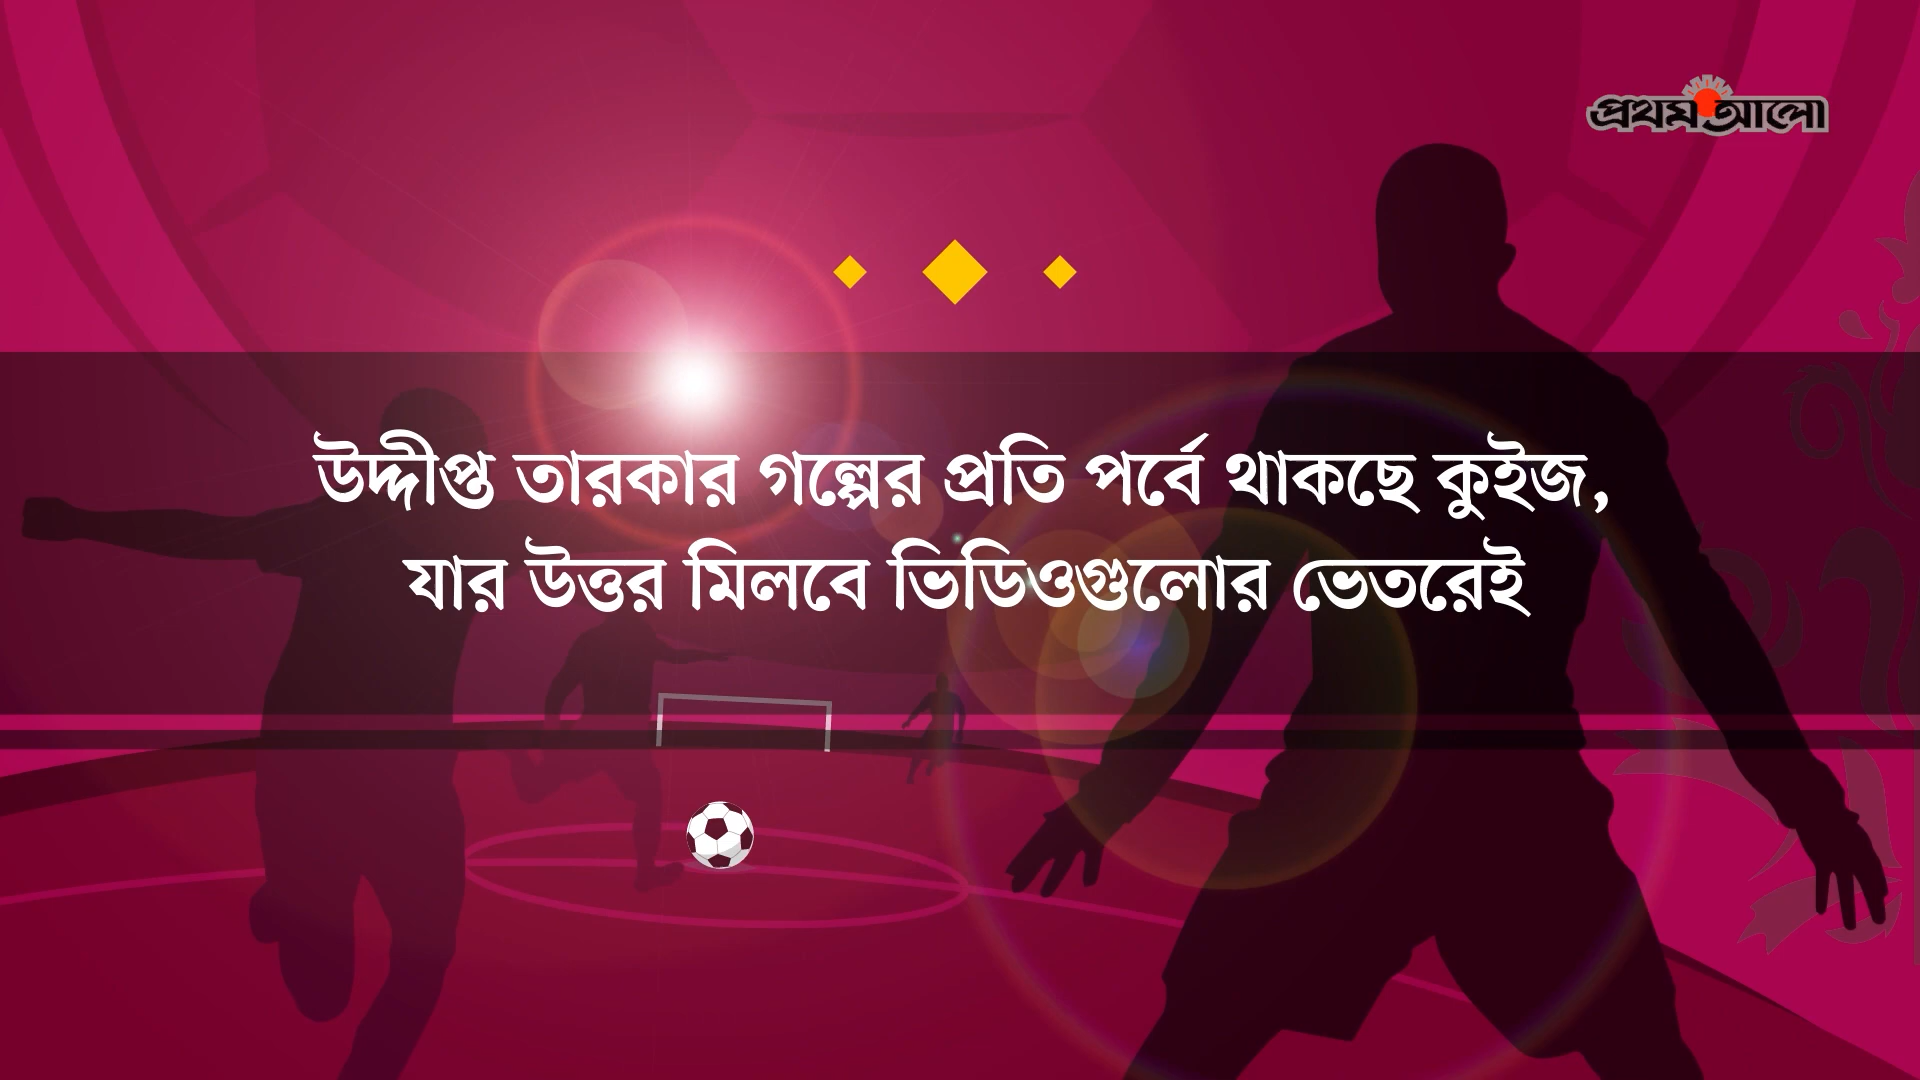 প্রথম আলো
উদ্দীপ্ত তারকার গল্পের প্রতি পর্বে থাকছে কুইজ,
যার উত্তর মিলবে ভিডিওগুলোর ভেতরেই